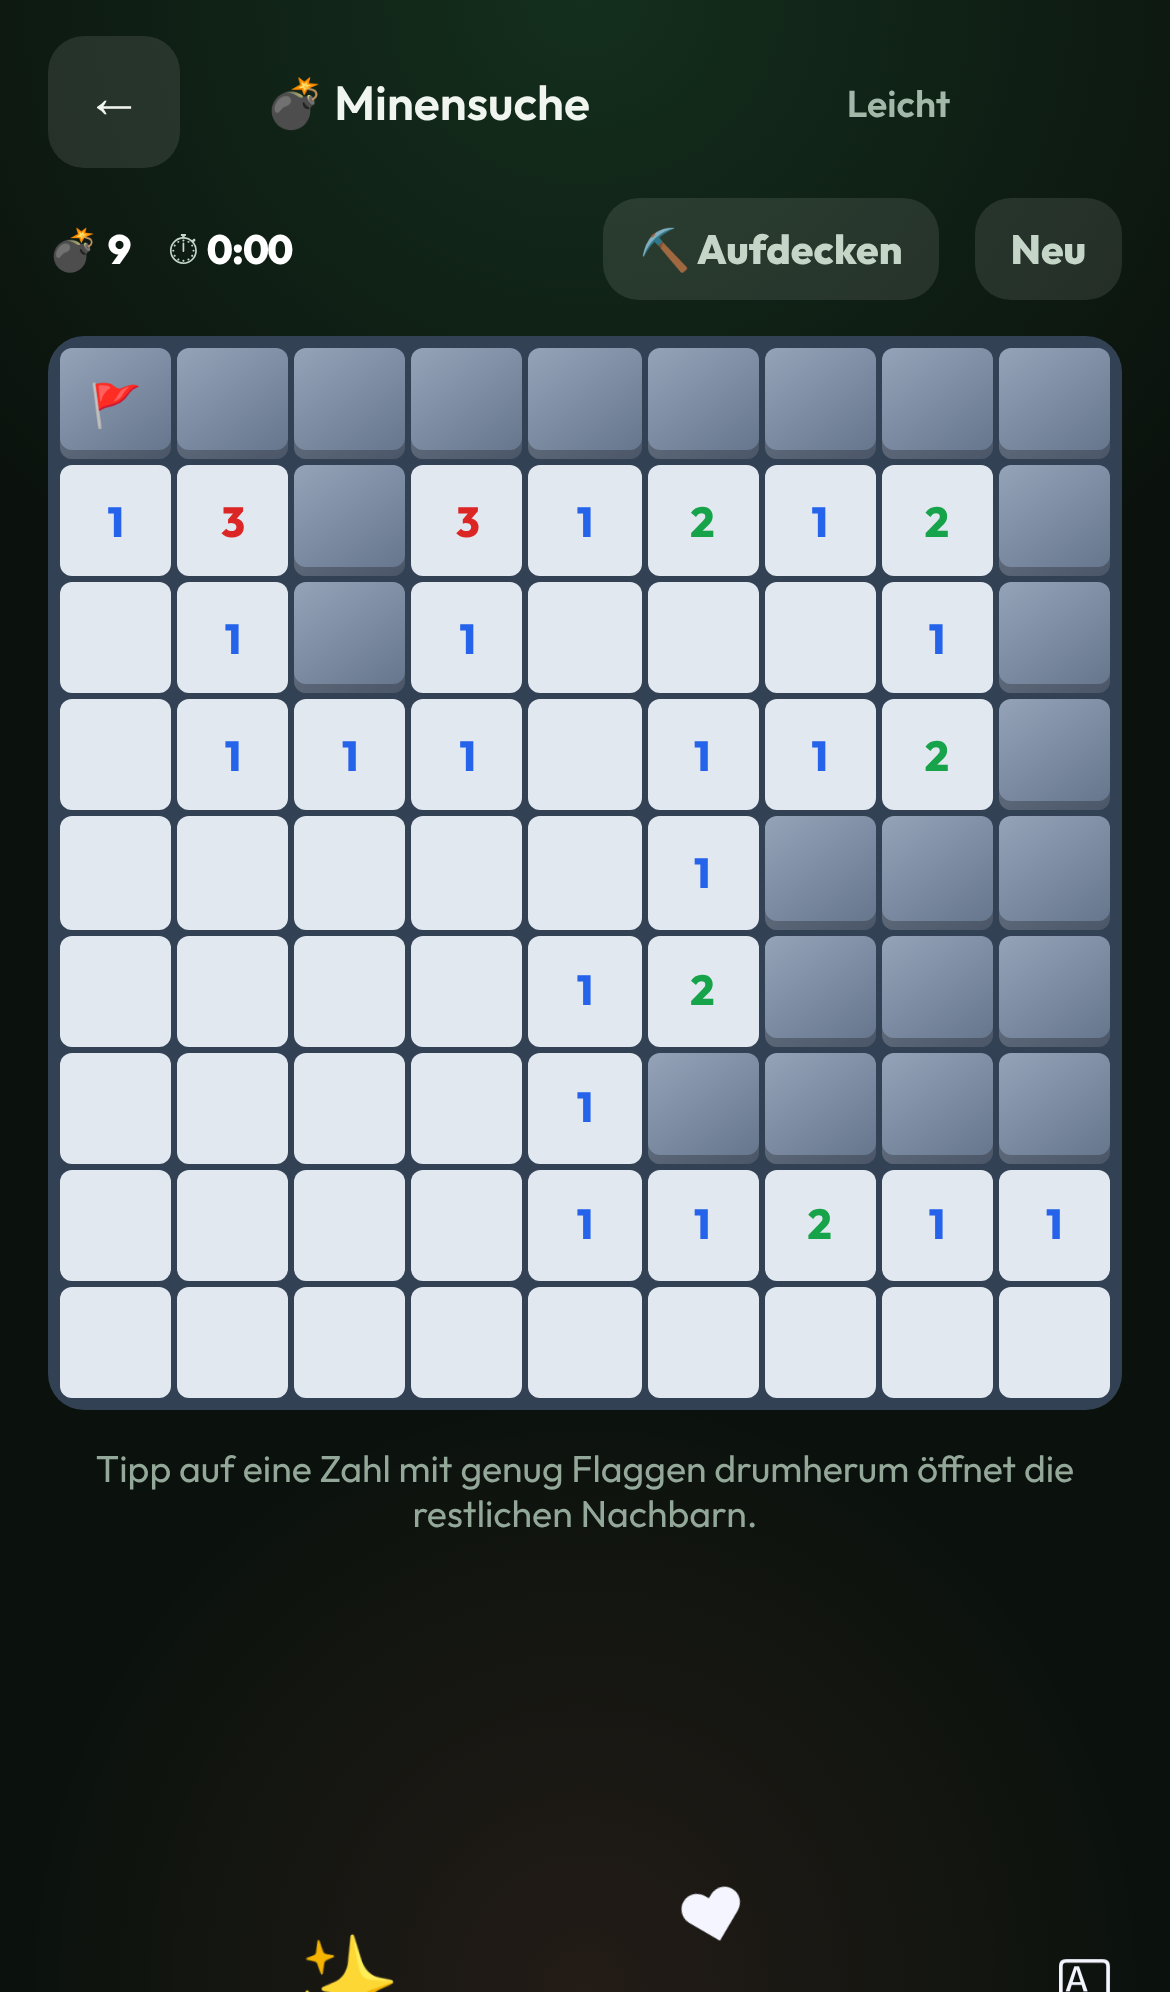 ← 💣 Minensuche Leicht
💣 9 ⏱ 0:00 ⛏️ Aufdecken Neu
🚩
1 3 3 1 2 1 2
1 1 1
1 1 1 1 1 2
1
1 2
1
1 1 2 1 1
Tipp auf eine Zahl mit genug Flaggen drumherum öffnet die
restlichen Nachbarn.
A